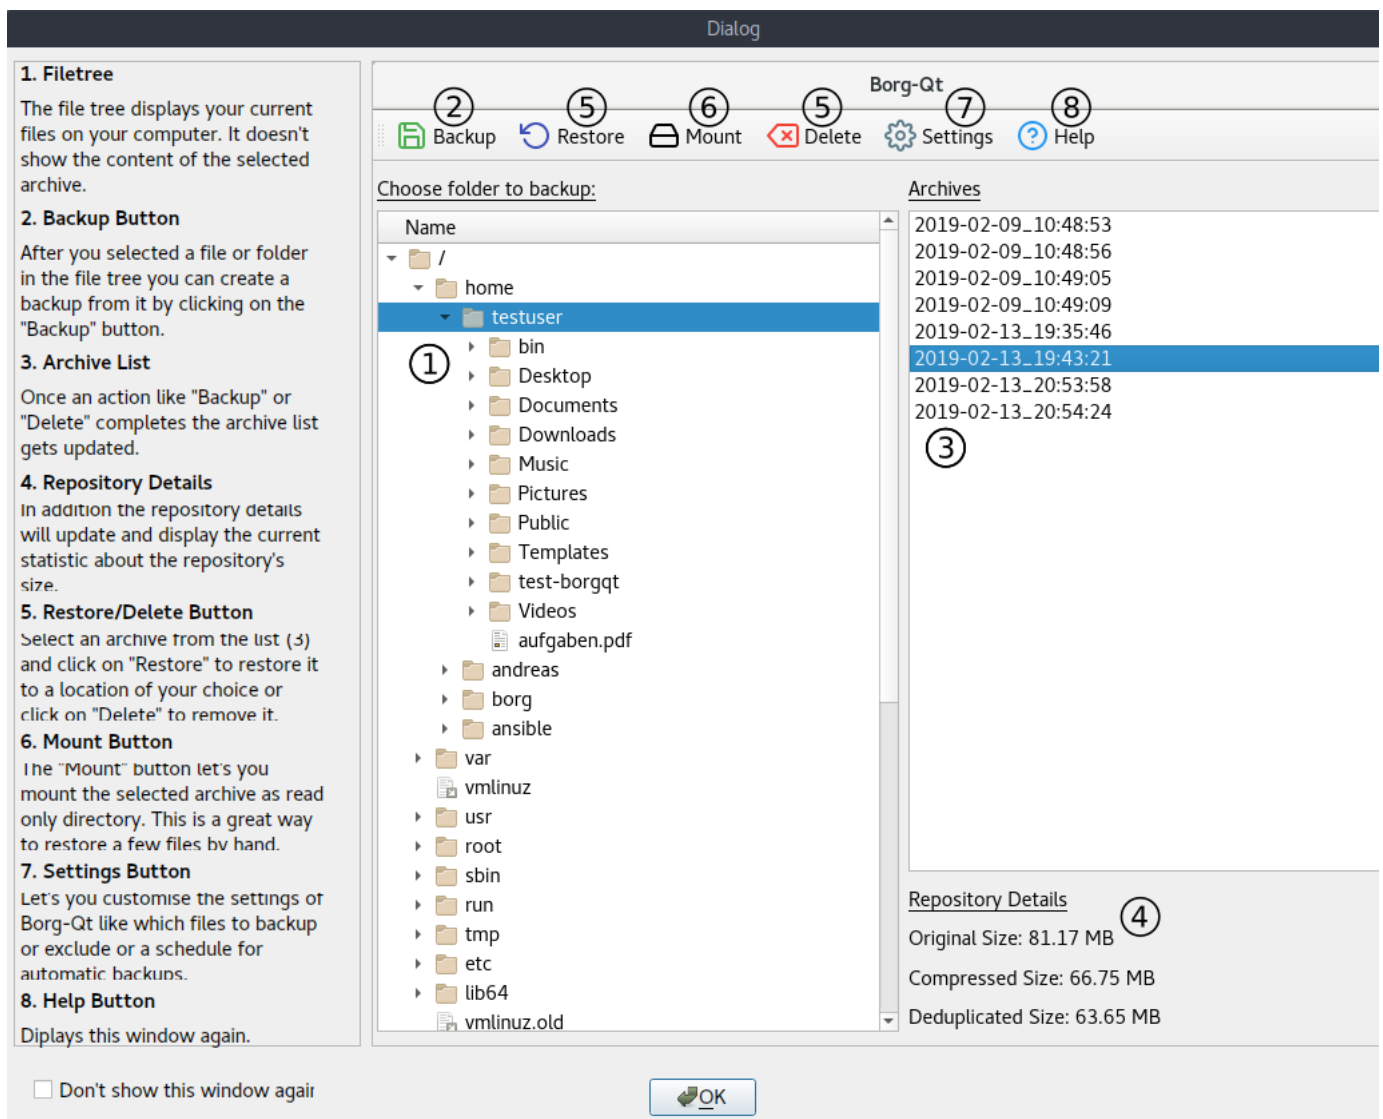 Dialog
1. Filetree
The file tree displays your current
files on your computer. It doesn't
show the content of the selected
archive.
2. Backup Button
After you selected a file or folder
in the file tree you can create a
backup from it by clicking on the
"Backup" button.
3. Archive List
Once an action like "Backup" or
"Delete" completes the archive list
gets updated.
4. Repository Details
In addition the repository details
will update and display the current
statistic about the repository's
size.
5. Restore/Delete Button
Select an archive from the list (3)
and click on "Restore" to restore it
to a location of your choice or
click on "Delete" to remove it.
6. Mount Button
The "Mount" button let's you
mount the selected archive as read
only directory. This is a great way
to restore a few files by hand.
7. Settings Button
Let's you customise the settings of
Borg-Qt like which files to backup
or exclude or a schedule for
automatic backups.
8. Help Button
Diplays this window again.
Borg-Qt
2 5 6 5 7 8
Backup Restore Mount Delete Settings Help
Choose folder to backup:
Name
/
home
testuser
1
bin
Desktop
Documents
Downloads
Music
Pictures
Public
Templates
test-borgqt
Videos
aufgaben.pdf
andreas
borg
ansible
var
vmlinuz
usr
root
sbin
run
tmp
etc
lib64
vmlinuz.old
Archives
2019-02-09_10:48:53
2019-02-09_10:48:56
2019-02-09_10:49:05
2019-02-09_10:49:09
2019-02-13_19:35:46
2019-02-13_19:43:21
2019-02-13_20:53:58
2019-02-13_20:54:24
3
Repository Details
4
Original Size: 81.17 MB
Compressed Size: 66.75 MB
Deduplicated Size: 63.65 MB
Don't show this window again
OK